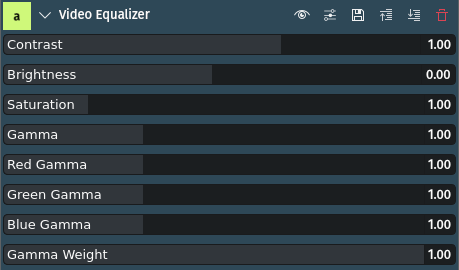 a Video Equalizer
Contrast 1.00
Brightness 0.00
Saturation 1.00
Gamma 1.00
Red Gamma 1.00
Green Gamma 1.00
Blue Gamma 1.00
Gamma Weight 1.00